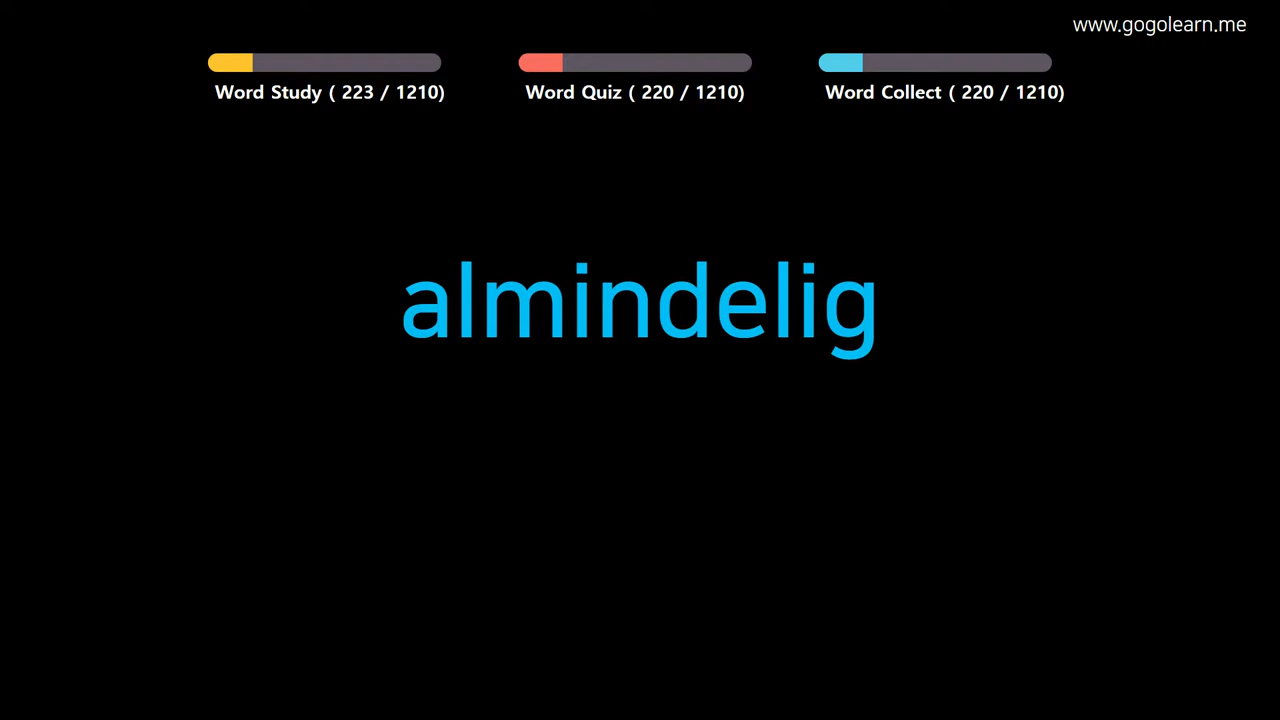 www.gogolearn.me
Word Study ( 223 / 1210)
Word Quiz ( 220 / 1210)
Word Collect ( 220 / 1210)
almindelig